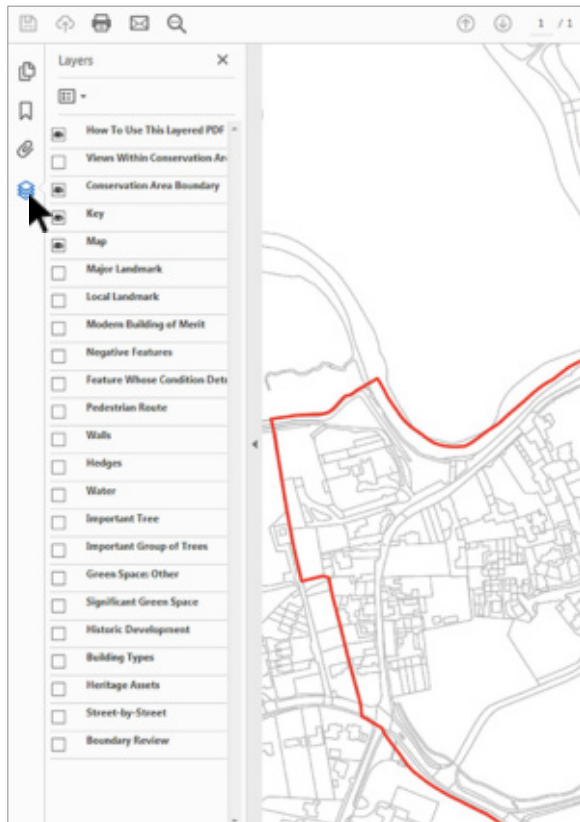 1 / 1
Layers
How To Use This Layered PDF
Views Within Conservation Are
Conservation Area Boundary
Key
Map
Major Landmark
Local Landmark
Modern Building of Merit
Negative Features
Feature Whose Condition Detr
Pedestrian Route
Walls
Hedges
Water
Important Tree
Important Group of Trees
Green Space: Other
Significant Green Space
Historic Development
Building Types
Heritage Assets
Street-by-Street
Boundary Review